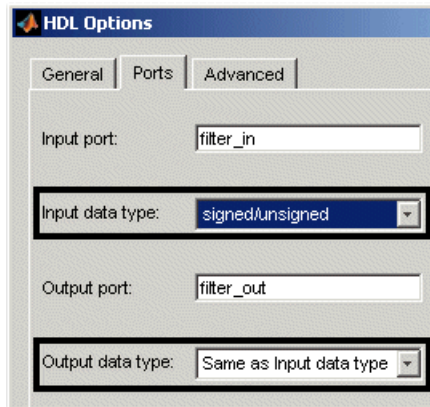 HDL Options
General Ports Advanced
Input port: filter_in
Input data type: signed/unsigned
Output port: filter_out
Output data type: Same as Input data type